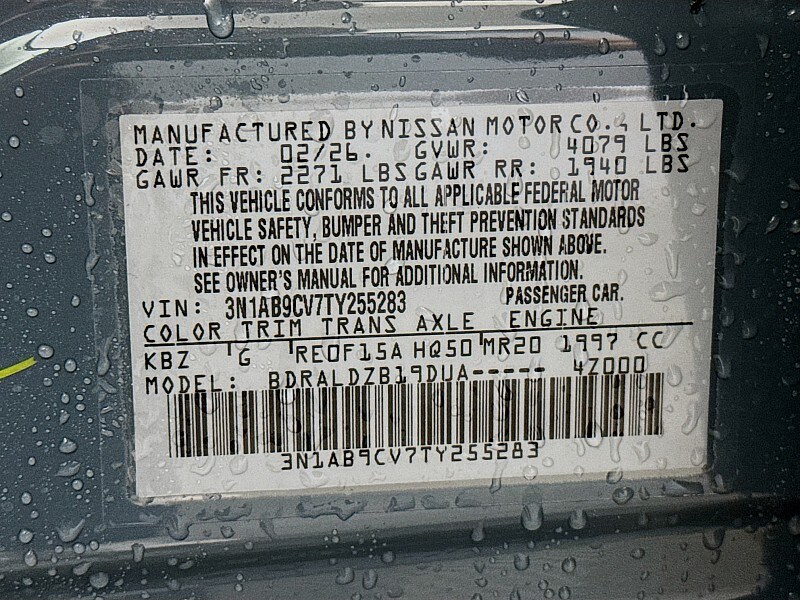 MANUFACTURED BY NISSAN MOTOR CO., LTD.
DATE: 02/26. GVWR: 4079 LBS
GAWR FR: 2271 LBS GAWR RR: 1940 LBS
THIS VEHICLE CONFORMS TO ALL APPLICABLE FEDERAL MOTOR
VEHICLE SAFETY, BUMPER AND THEFT PREVENTION STANDARDS
IN EFFECT ON THE DATE OF MANUFACTURE SHOWN ABOVE.
SEE OWNER'S MANUAL FOR ADDITIONAL INFORMATION.
VIN: 3N1AB9CV7TY255283 PASSENGER CAR.
COLOR TRIM TRANS AXLE ENGINE
KBZ G RE0F15A HQ50 MR20 1997 CC
MODEL: BDRALDZB19DUA----- 4Z000
3N1AB9CV7TY255283